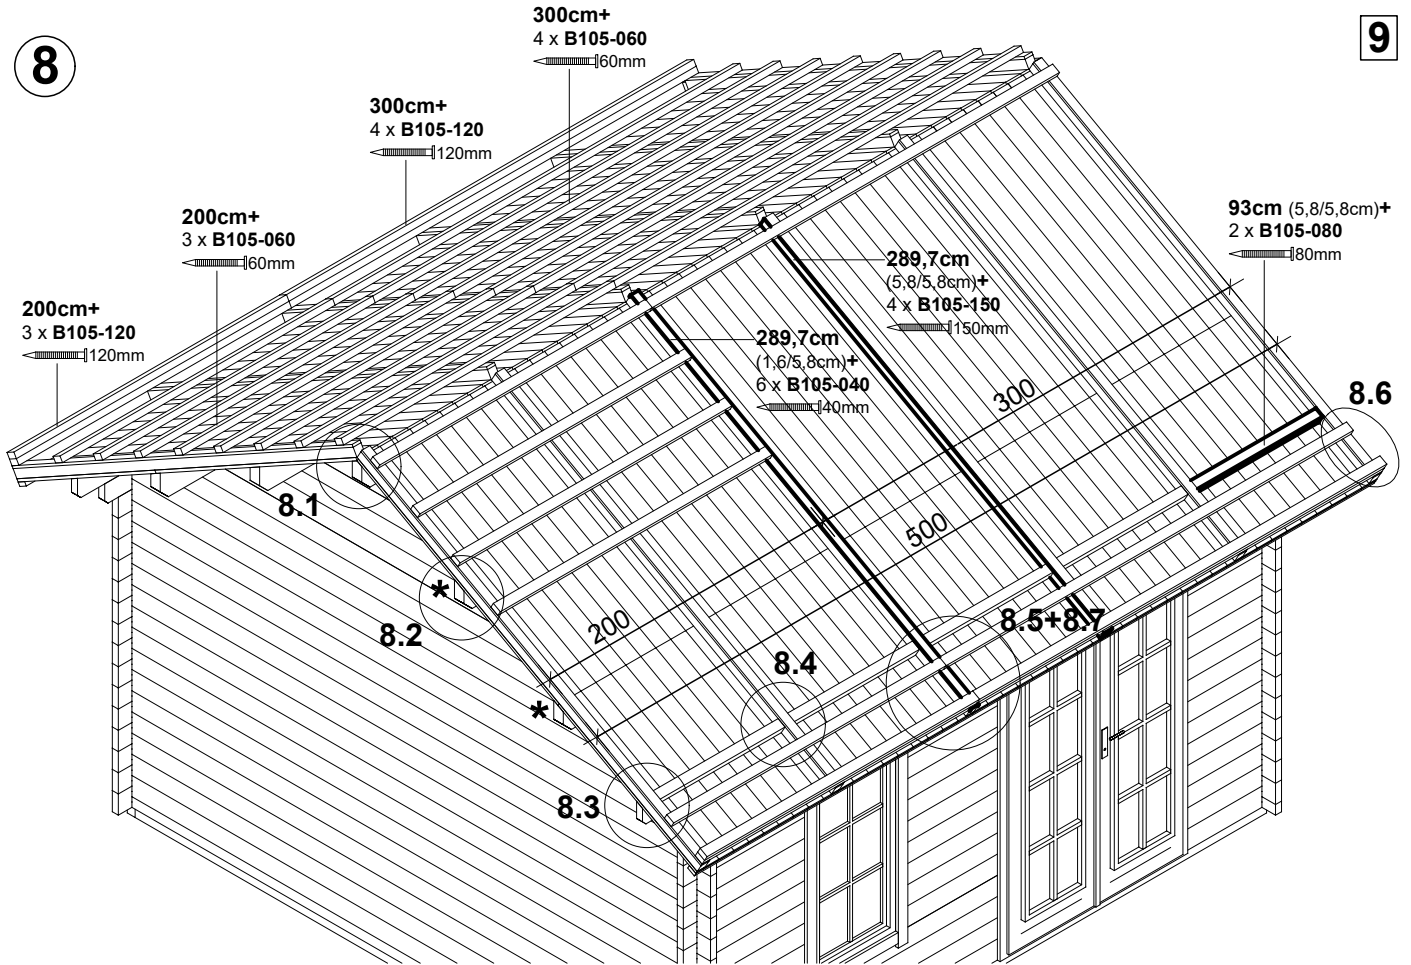 8
9
300cm+
4 x B105-060
60mm
300cm+
4 x B105-120
120mm
200cm+
3 x B105-060
60mm
200cm+
3 x B105-120
120mm
93cm (5,8/5,8cm)+
2 x B105-080
80mm
289,7cm
(5,8/5,8cm)+
4 x B105-150
150mm
289,7cm
(1,6/5,8cm)+
6 x B105-040
40mm
300
500
200
8.6
8.1
*
8.2
8.5+8.7
8.4
*
8.3